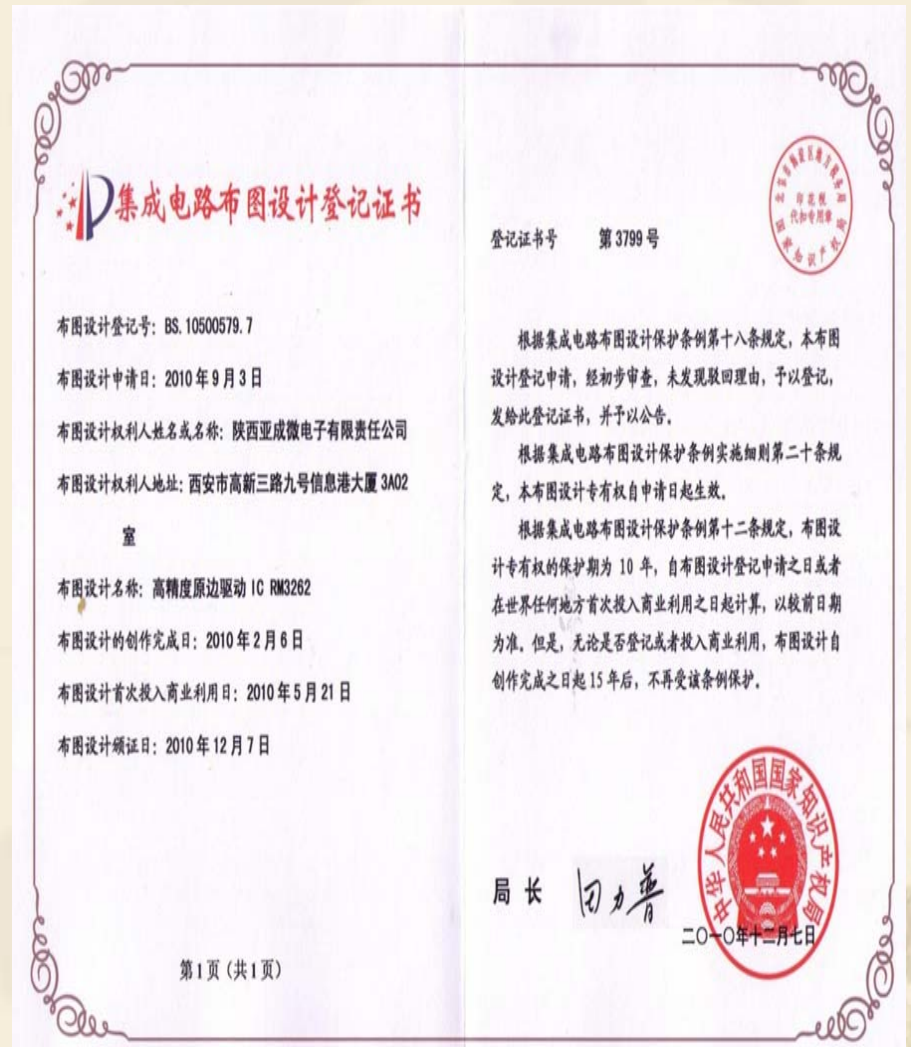 集成电路布图设计登记证书
布图设计登记号: BS.10500579.7
布图设计申请日: 2010年9月3日
布图设计权利人姓名或名称: 陕西亚成微电子有限责任公司
布图设计权利人地址: 西安市高新三路九号信息港大厦 3A02
室
布图设计名称: 高精度原边驱动 IC RM3262
布图设计的创作完成日: 2010年2月6日
布图设计首次投入商业利用日: 2010年5月21日
布图设计颁证日: 2010年12月7日
第1页(共1页)
登记证书号 第3799号
印花税
代扣专用章
国家知识产权局
根据集成电路布图设计保护条例第十八条规定, 本布图
设计登记申请, 经初步审查, 未发现驳回理由, 予以登记,
发给此登记证书, 并予以公告。
根据集成电路布图设计保护条例实施细则第二十条规
定, 本布图设计专有权自申请日起生效。
根据集成电路布图设计保护条例第十二条规定, 布图设
计专有权的保护期为 10 年, 自布图设计登记申请之日或者
在世界任何地方首次投入商业利用之日起计算, 以较前日期
为准。但是, 无论是否登记或者投入商业利用, 布图设计自
创作完成之日起15年后, 不再受该条例保护。
局长 田力普
中华人民共和国国家知识产权局
二〇一〇年十二月七日